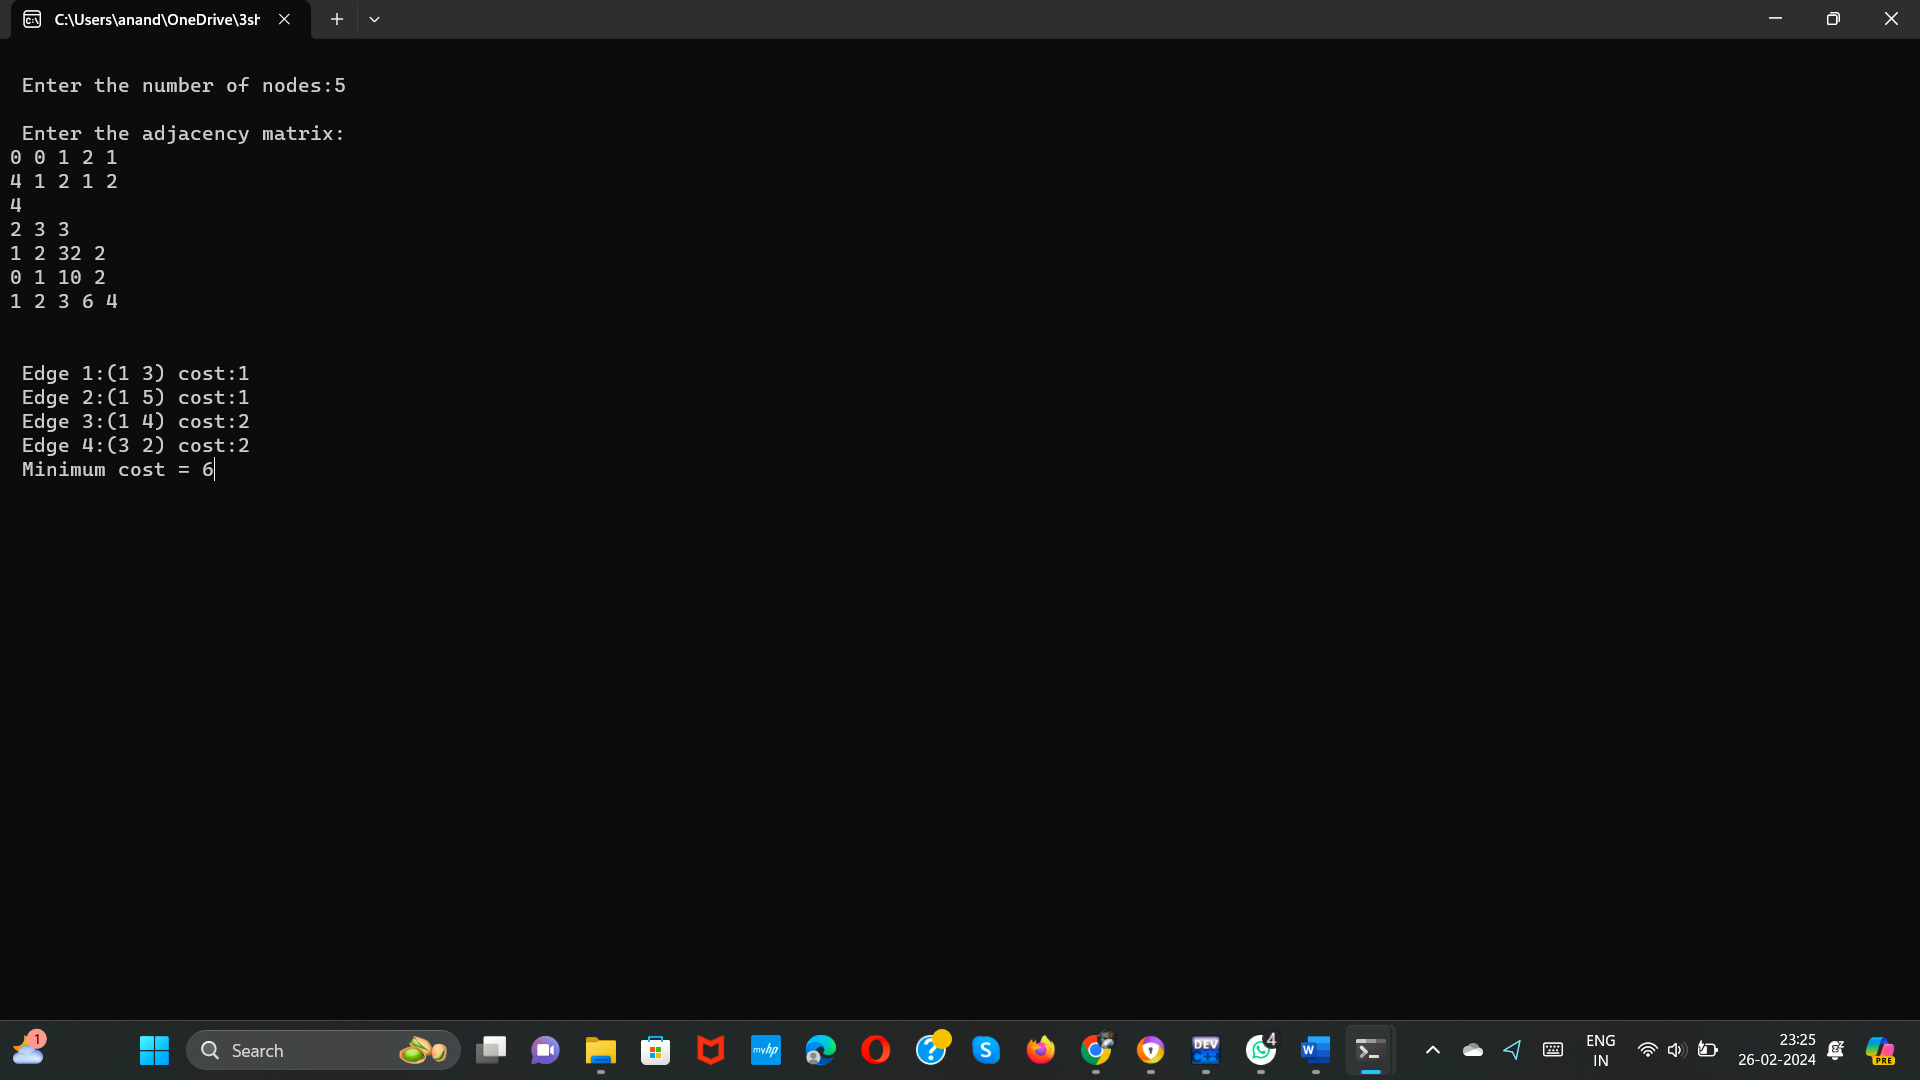 C:\Users\anand\OneDrive\3sh
Enter the number of nodes:5
Enter the adjacency matrix:
0 0 1 2 1
4 1 2 1 2
4
2 3 3
1 2 32 2
0 1 10 2
1 2 3 6 4
Edge 1:(1 3) cost:1
Edge 2:(1 5) cost:1
Edge 3:(1 4) cost:2
Edge 4:(3 2) cost:2
Minimum cost = 6
1
Search
myhp
DEV
C++
4
ENG
IN
23:25
26-02-2024
PRE